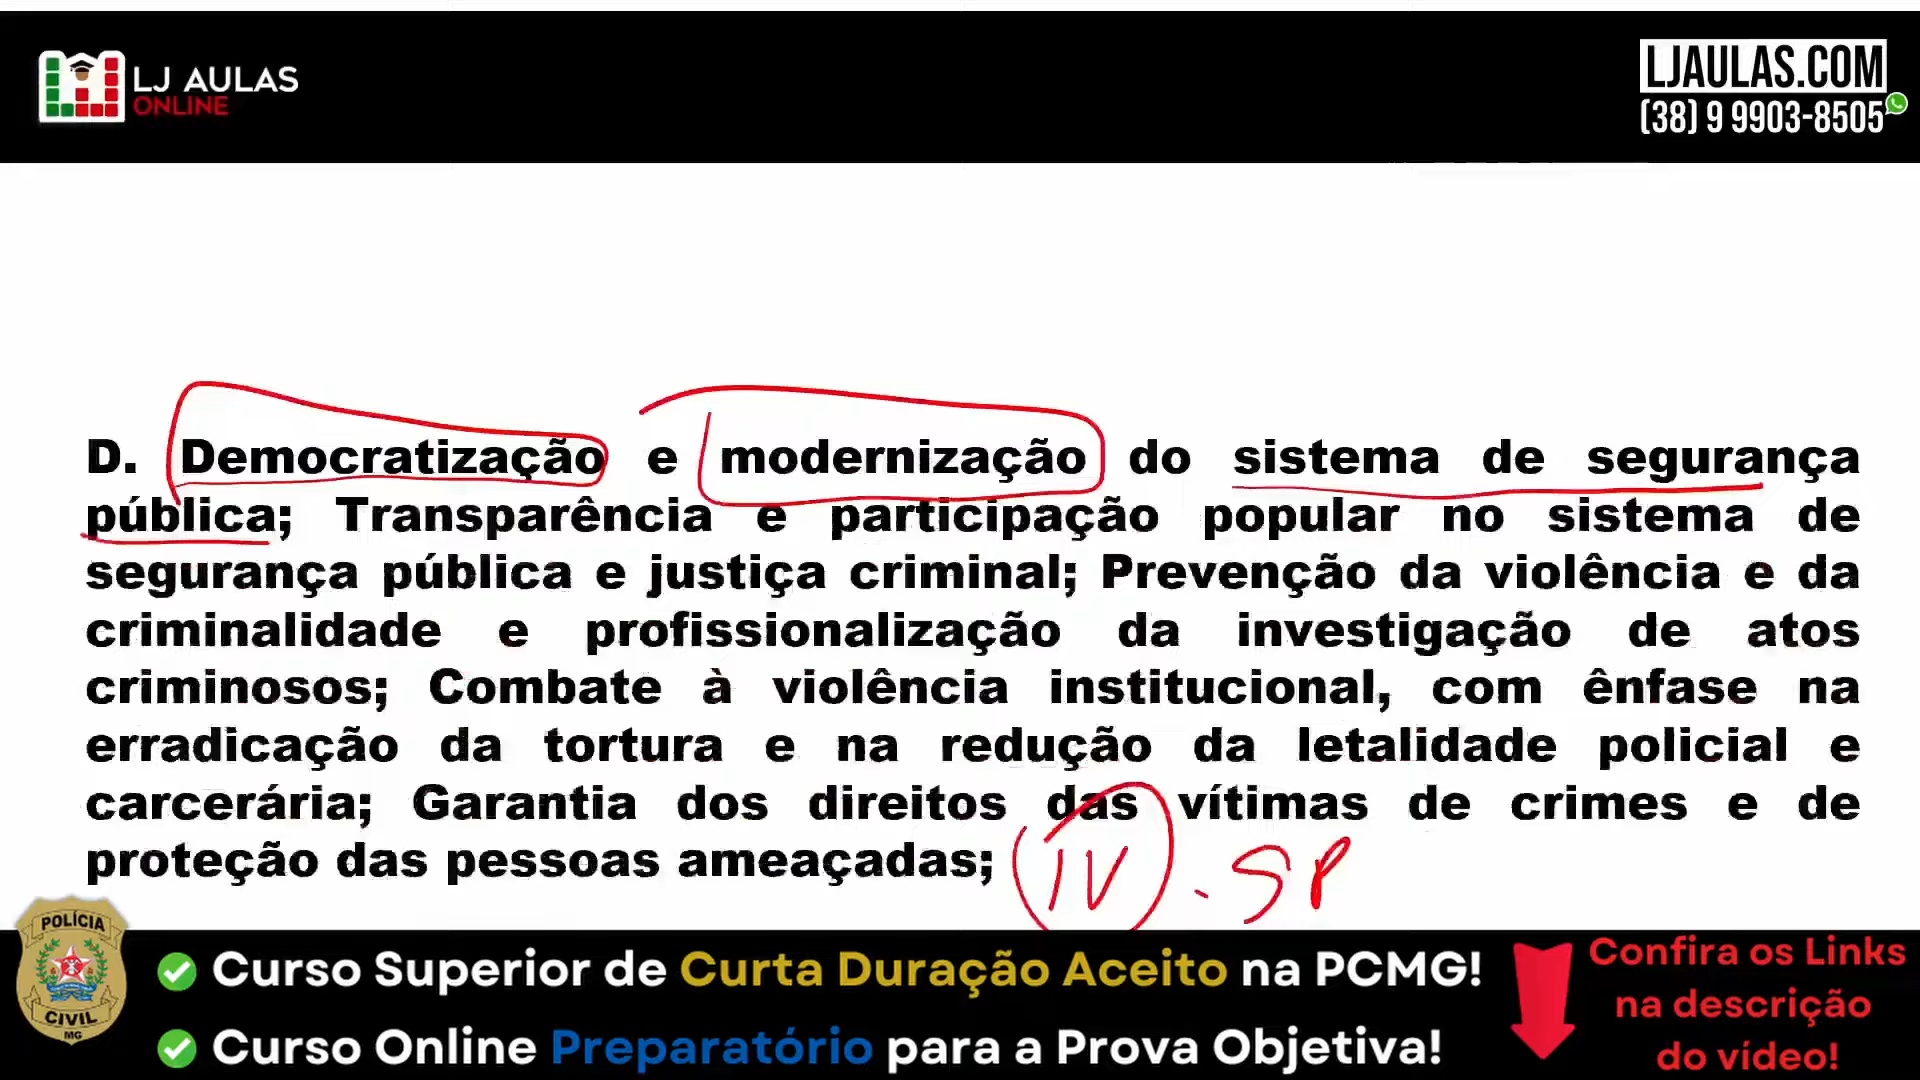 LJ AULAS
ONLINE
LJAULAS.COM
(38) 9 9903-8505
D. Democratização e modernização do sistema de segurança
pública; Transparência e participação popular no sistema de
segurança pública e justiça criminal; Prevenção da violência e da
criminalidade e profissionalização da investigação de atos
criminosos; Combate à violência institucional, com ênfase na
erradicação da tortura e na redução da letalidade policial e
carcerária; Garantia dos direitos das vítimas de crimes e de
proteção das pessoas ameaçadas;
IV . SP
POLÍCIA
CIVIL
MG
Curso Superior de Curta Duração Aceito na PCMG!
Curso Online Preparatório para a Prova Objetiva!
Confira os Links
na descrição
do vídeo!